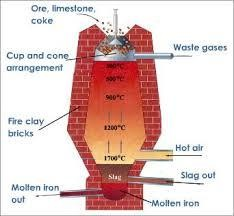 Ore, limestone,
coke
Cup and cone
arrangement
Waste gases
500°C
900°C
Fire clay
bricks
1200°C
Hot air
1700°C
Slag
Slag out
Molten iron
out
Molten iron